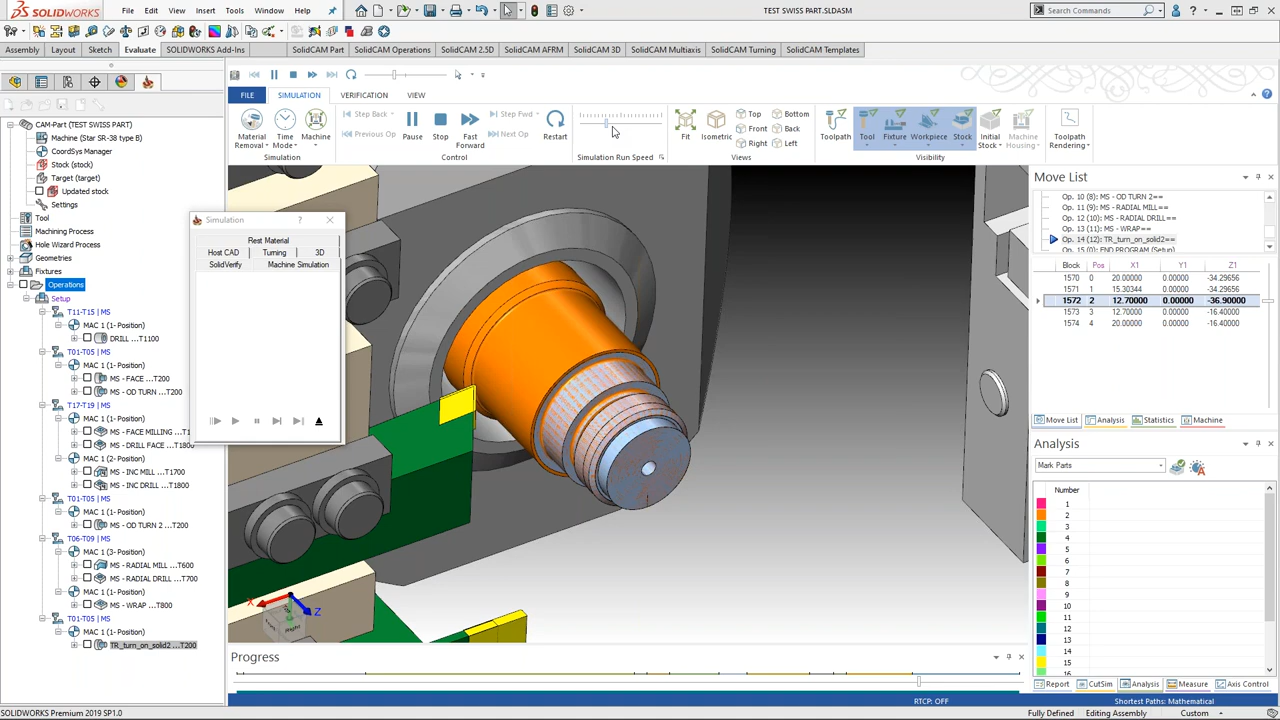 SOLIDWORKS File Edit View Insert Tools Window Help TEST SWISS PART.SLDASM Search Commands
Assembly Layout Sketch Evaluate SOLIDWORKS Add-Ins SolidCAM Part SolidCAM Operations SolidCAM 2.5D SolidCAM AFRM SolidCAM 3D SolidCAM Multiaxis SolidCAM Turning SolidCAM Templates
FILE SIMULATION VERIFICATION VIEW
Material Removal Time Mode Machine
Simulation
Step Back Previous Op Pause Stop Fast Forward Step Fwd Next Op Restart
Control
Simulation Run Speed
Fit Isometric Top Front Right Bottom Back Left
Views
Toolpath Tool Fixture Workpiece Stock Initial Stock Machine Housing
Visibility
Toolpath Rendering
CAM-Part (TEST SWISS PART)
Machine (Star SR-38 type B)
CoordSys Manager
Stock (stock)
Target (target)
Updated stock
Settings
Tool
Machining Process
Hole Wizard Process
Geometries
Fixtures
Operations
Setup
T11-T15 | MS
MAC 1 (1- Position)
DRILL ...T1100
T01-T05 | MS
MAC 1 (1- Position)
MS - FACE ...T200
MS - OD TURN ...T200
T17-T19 | MS
MAC 1 (1- Position)
MS - FACE MILLING ...T1
MS - DRILL FACE ...T1800
MAC 1 (2- Position)
MS - INC MILL ...T1700
MS - INC DRILL ...T1800
T01-T05 | MS
MAC 1 (1- Position)
MS - OD TURN 2 ...T200
T06-T09 | MS
MAC 1 (3- Position)
MS - RADIAL MILL ...T600
MS - RADIAL DRILL ...T700
MAC 1 (1- Position)
MS - WRAP ...T800
T01-T05 | MS
MAC 1 (1- Position)
TR_turn_on_solid2 ...T200
Simulation ?
Rest Material
Host CAD Turning 3D
SolidVerify Machine Simulation
X Z
Front Right
Move List
Op. 10 (8): MS - OD TURN 2==
Op. 11 (9): MS - RADIAL MILL==
Op. 12 (10): MS - RADIAL DRILL==
Op. 13 (11): MS - WRAP==
Op. 14 (12): TR_turn_on_solid2==
Op. 15 (0): END PROGRAM (Setup)
Block Pos X1 Y1 Z1
1570 0 20.00000 0.00000 -34.29656
1571 1 15.30344 0.00000 -34.29656
1572 2 12.70000 0.00000 -36.90000
1573 3 12.70000 0.00000 -16.40000
1574 4 20.00000 0.00000 -16.40000
Move List Analysis Statistics Machine
Analysis
Mark Parts
Number
1
2
3
4
5
6
7
8
9
10
11
12
13
14
15
16
Report CutSim Analysis Measure Axis Control
Progress
RTCP: OFF Shortest Paths: Mathematical
SOLIDWORKS Premium 2019 SP1.0 Fully Defined Editing Assembly Custom